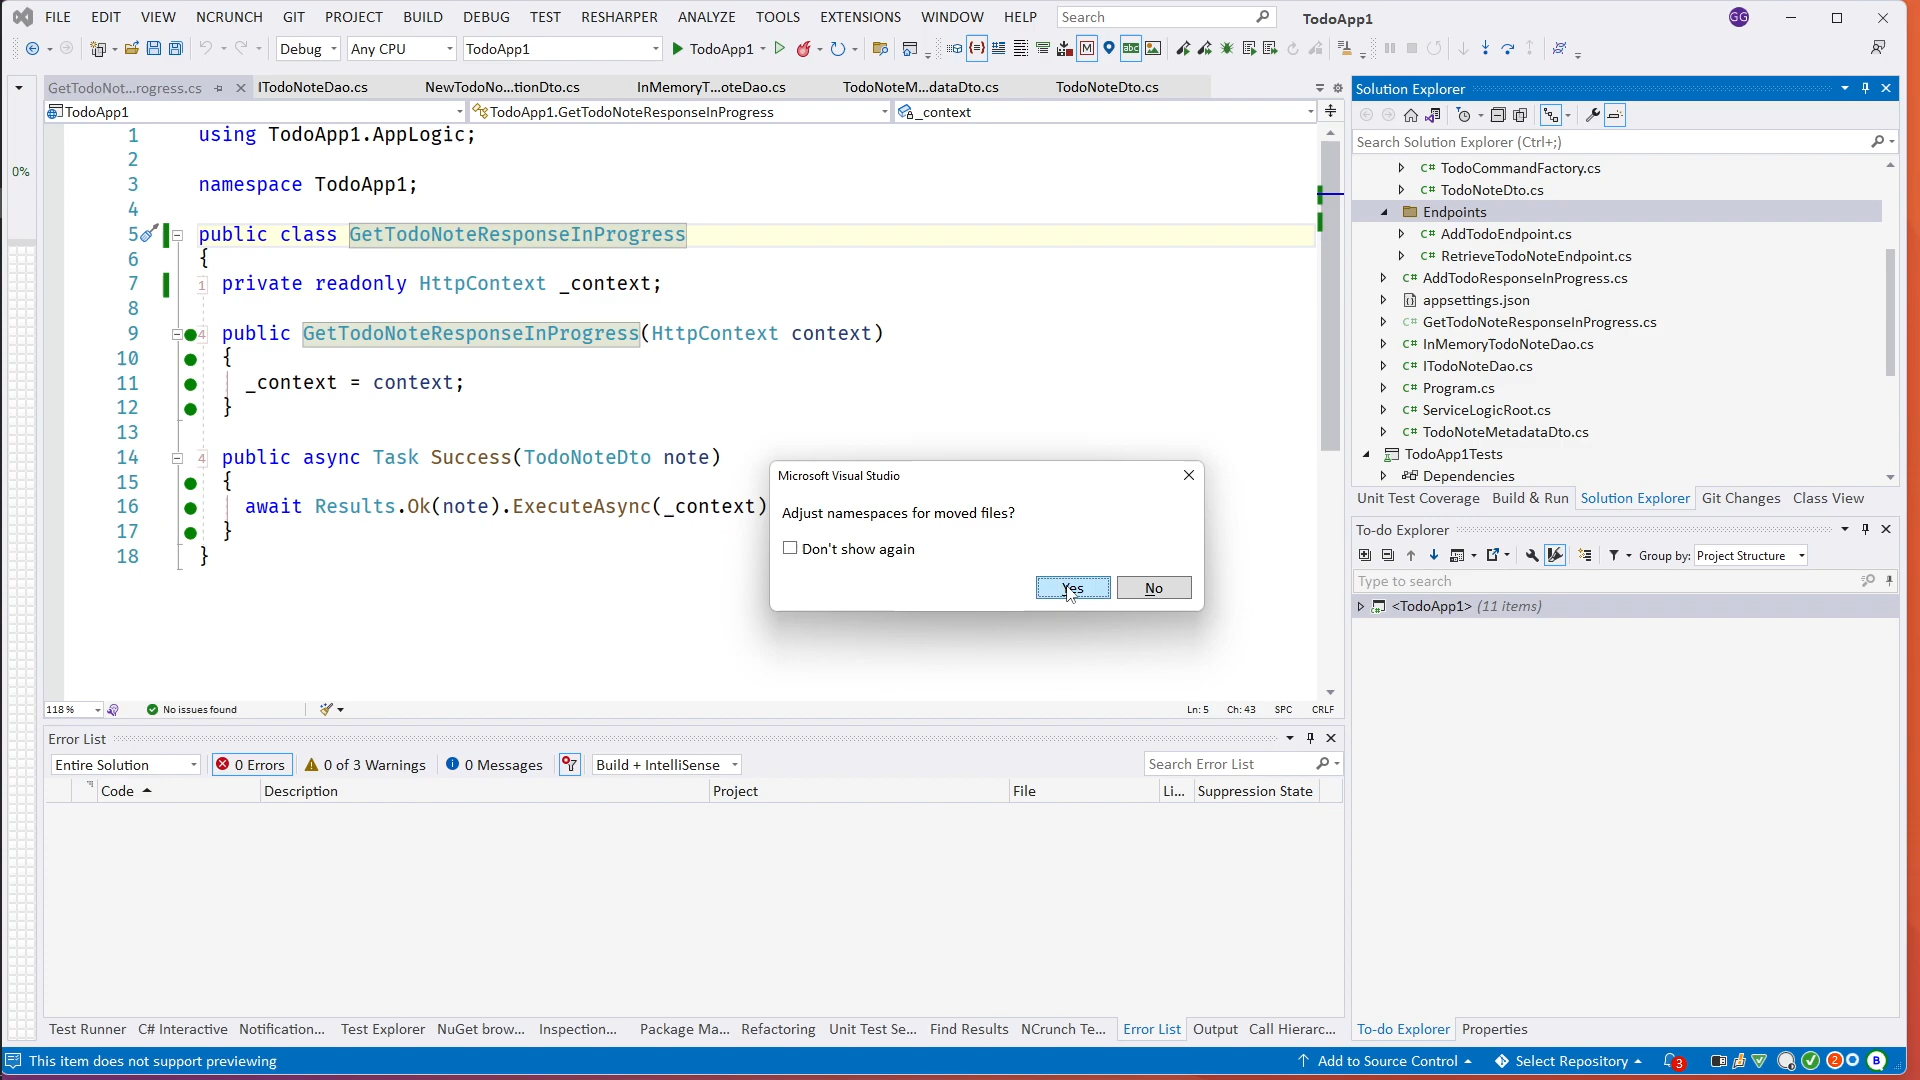 FILE EDIT VIEW NCRUNCH GIT PROJECT BUILD DEBUG TEST RESHARPER ANALYZE TOOLS EXTENSIONS WINDOW HELP Search TodoApp1 GG
Debug Any CPU TodoApp1 TodoApp1
GetTodoNot...rogress.cs ITodoNoteDao.cs NewTodoNo...tionDto.cs InMemoryT...oteDao.cs TodoNoteM...dataDto.cs TodoNoteDto.cs
TodoApp1 TodoApp1.GetTodoNoteResponseInProgress _context
0%
1 using TodoApp1.AppLogic;
2
3 namespace TodoApp1;
4
5 public class GetTodoNoteResponseInProgress
6 {
7 1 private readonly HttpContext _context;
8
9 4 public GetTodoNoteResponseInProgress(HttpContext context)
10 {
11 _context = context;
12 }
13
14 4 public async Task Success(TodoNoteDto note)
15 {
16 await Results.Ok(note).ExecuteAsync(_context)
17 }
18 }
118 % No issues found Ln: 5 Ch: 43 SPC CRLF
Microsoft Visual Studio
Adjust namespaces for moved files?
Don't show again
Yes No
Error List
Entire Solution 0 Errors 0 of 3 Warnings 0 Messages Build + IntelliSense Search Error List
Code Description Project File Li... Suppression State
Test Runner C# Interactive Notification... Test Explorer NuGet brow... Inspection... Package Ma... Refactoring Unit Test Se... Find Results NCrunch Te... Error List Output Call Hierarc...
Solution Explorer
Search Solution Explorer (Ctrl+;)
C# TodoCommandFactory.cs
C# TodoNoteDto.cs
Endpoints
C# AddTodoEndpoint.cs
C# RetrieveTodoNoteEndpoint.cs
C# AddTodoResponseInProgress.cs
appsettings.json
C# GetTodoNoteResponseInProgress.cs
C# InMemoryTodoNoteDao.cs
C# ITodoNoteDao.cs
C# Program.cs
C# ServiceLogicRoot.cs
C# TodoNoteMetadataDto.cs
TodoApp1Tests
Dependencies
Unit Test Coverage Build & Run Solution Explorer Git Changes Class View
To-do Explorer
Group by: Project Structure
Type to search
<TodoApp1> (11 items)
To-do Explorer Properties
This item does not support previewing Add to Source Control Select Repository 3 2 B